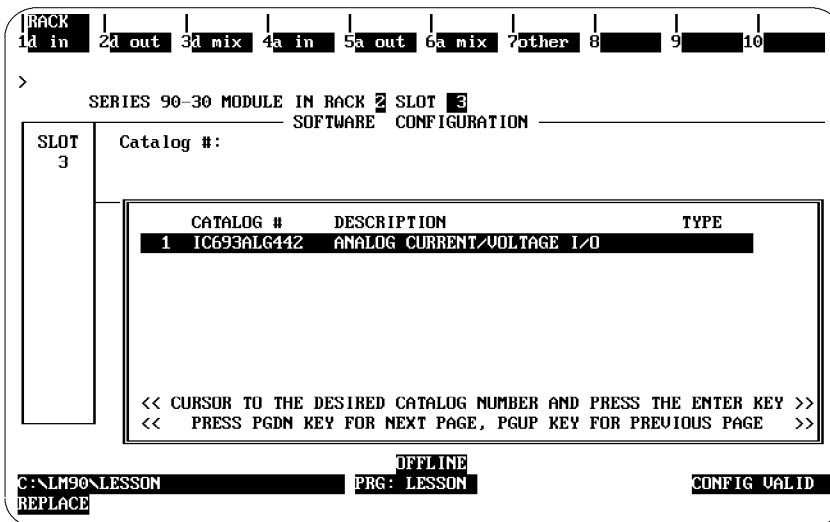 RACK
1d in 2d out 3d mix 4a in 5a out 6a mix 7other 8 9 10
>
SERIES 90-30 MODULE IN RACK 2 SLOT 3
SOFTWARE CONFIGURATION
SLOT Catalog #:
3
CATALOG # DESCRIPTION TYPE
1 IC693ALG442 ANALOG CURRENT/VOLTAGE I/O
<< CURSOR TO THE DESIRED CATALOG NUMBER AND PRESS THE ENTER KEY >>
<< PRESS PGDN KEY FOR NEXT PAGE, PGUP KEY FOR PREVIOUS PAGE >>
OFFLINE
C:\LM90\LESSON PRG: LESSON CONFIG VALID
REPLACE